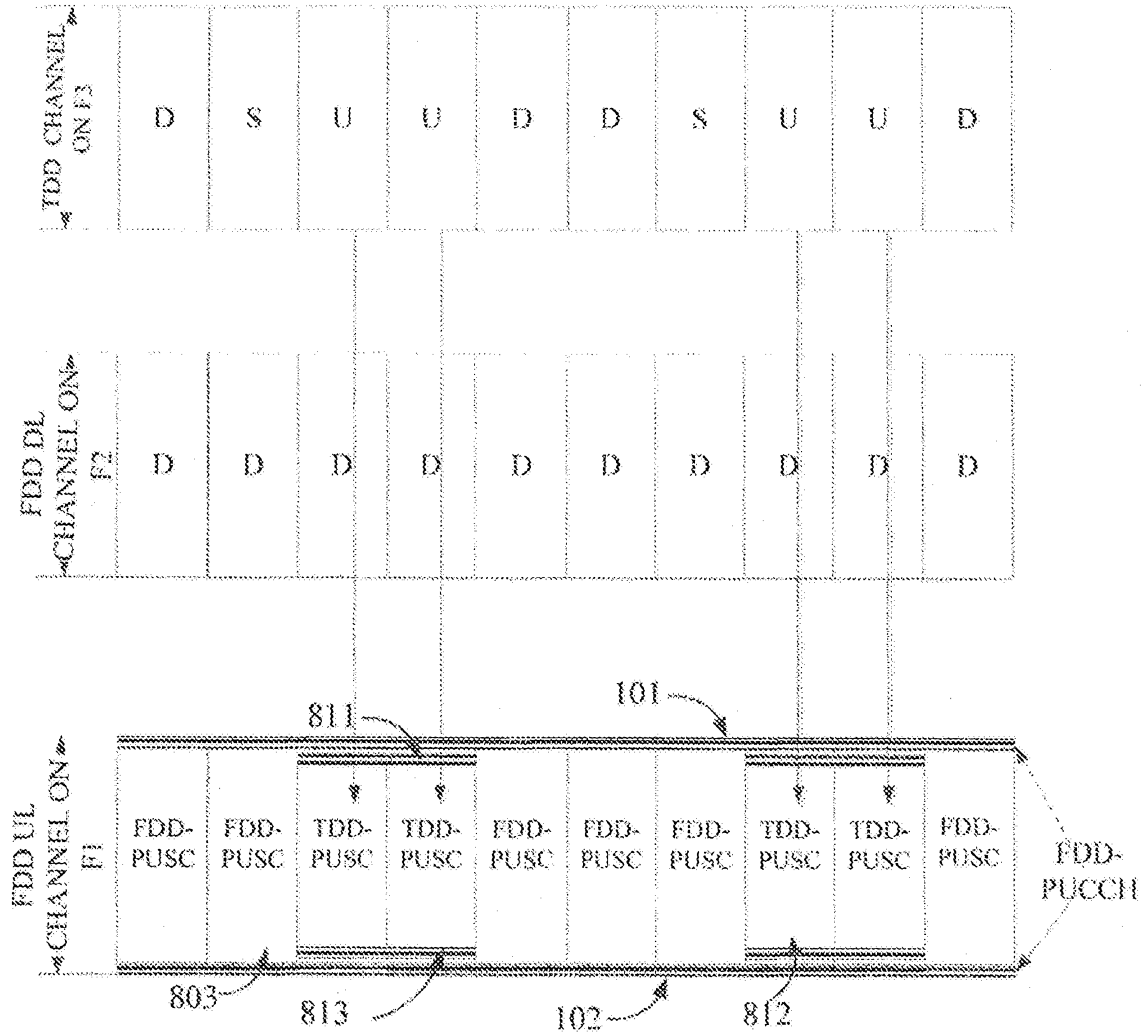 TDD CHANNEL
ON F3
D S U U D D S U U D
FDD DL
CHANNEL ON
F2
D D D D D D D D D D
101
811
FDD UL
CHANNEL ON
F1
FDD- FDD- TDD- TDD- FDD- FDD- FDD- TDD- TDD- FDD-
PUSC PUSC PUSC PUSC PUSC PUSC PUSC PUSC PUSC PUSC
FDD-
PUCCH
803
813
102
812